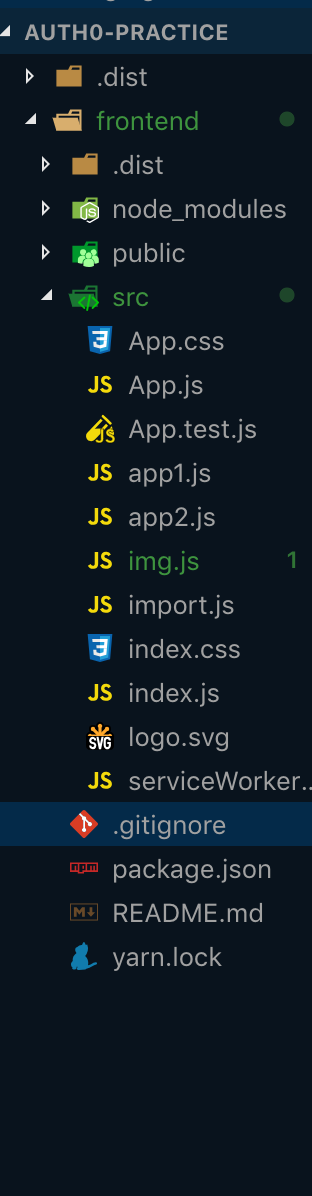 AUTH0-PRACTICE
.dist
frontend
.dist
node_modules
public
src
App.css
App.js
App.test.js
app1.js
app2.js
img.js 1
import.js
index.css
index.js
logo.svg
serviceWorker...
.gitignore
package.json
README.md
yarn.lock